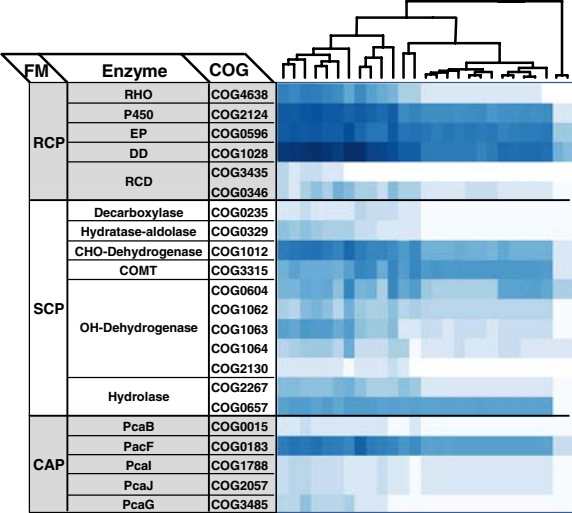 FM Enzyme COG
RCP
RHO COG4638
P450 COG2124
EP COG0596
DD COG1028
RCD COG3435
COG0346
SCP
Decarboxylase COG0235
Hydratase-aldolase COG0329
CHO-Dehydrogenase COG1012
COMT COG3315
OH-Dehydrogenase
COG0604
COG1062
COG1063
COG1064
COG2130
Hydrolase
COG2267
COG0657
CAP
PcaB COG0015
PacF COG0183
PcaI COG1788
PcaJ COG2057
PcaG COG3485